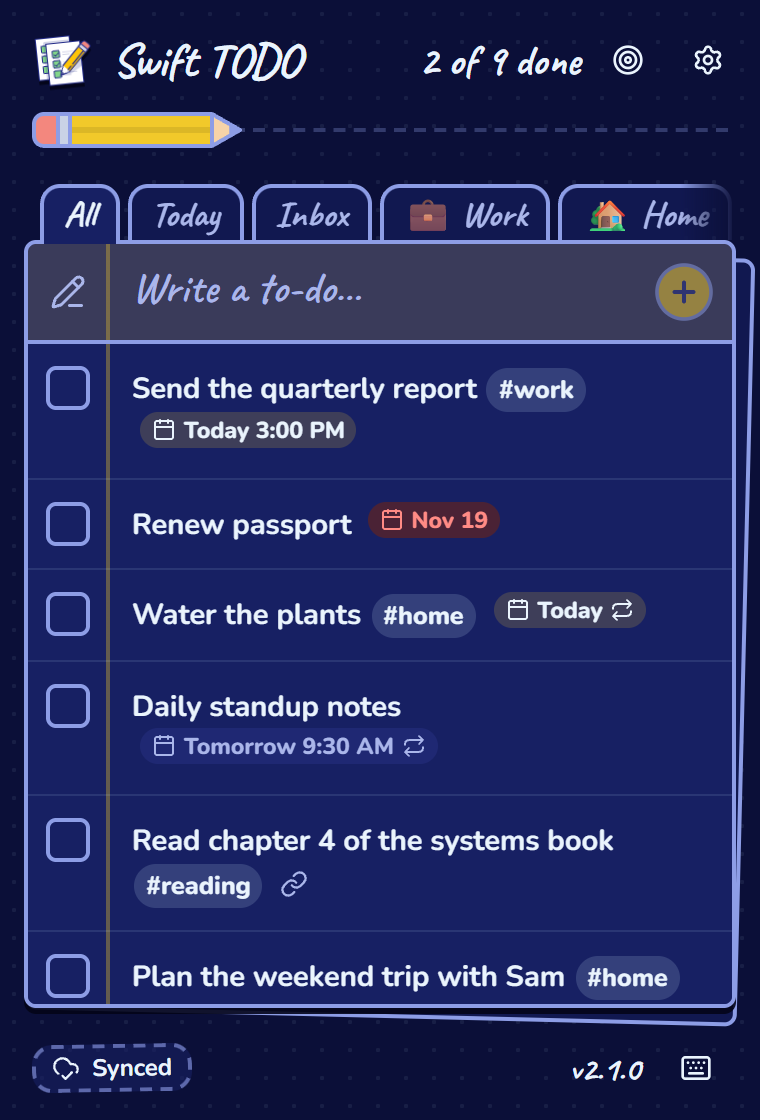 Swift TODO
2 of 9 done
All
Today
Inbox
Work
Home
Write a to-do...
Send the quarterly report #work
Today 3:00 PM
Renew passport Nov 19
Water the plants #home Today
Daily standup notes
Tomorrow 9:30 AM
Read chapter 4 of the systems book
#reading
Plan the weekend trip with Sam #home
Synced
v2.1.0